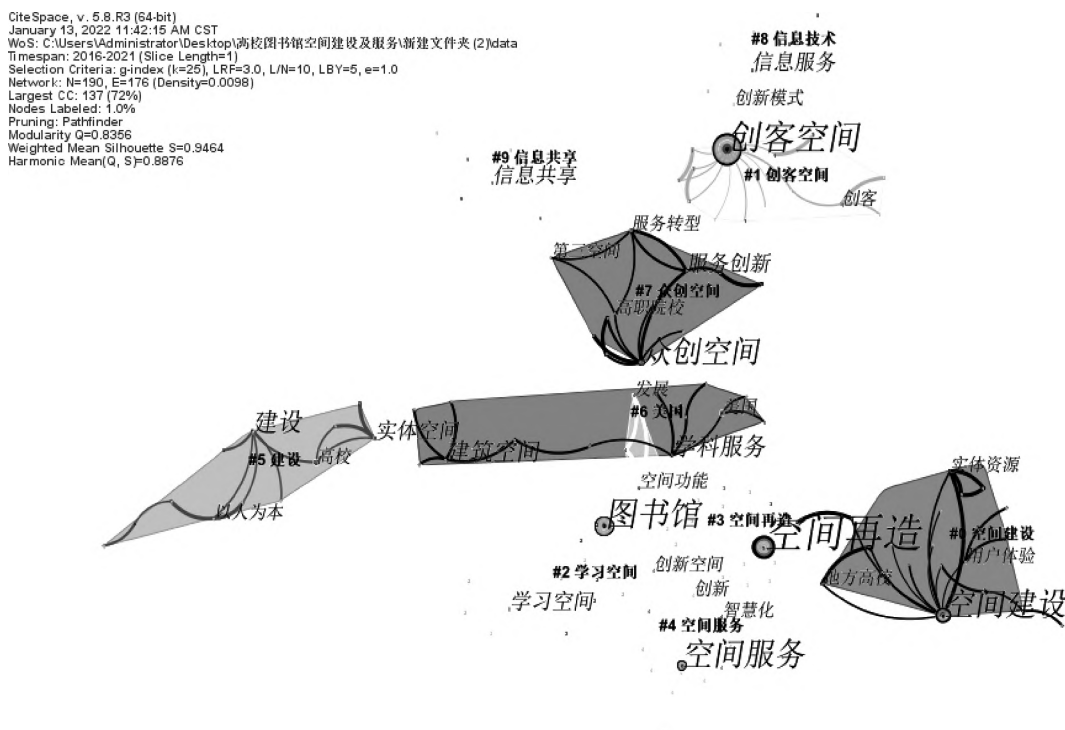 CiteSpace, v. 5.8.R3 (64-bit)
January 13, 2022 11:42:15 AM CST
WoS: C:\Users\Administrator\Desktop\高校图书馆空间建设及服务\新建文件夹 (2)\data
Timespan: 2016-2021 (Slice Length=1)
Selection Criteria: g-index (k=25), LRF=3.0, L/N=10, LBY=5, e=1.0
Network: N=190, E=176 (Density=0.0098)
Largest CC: 137 (72%)
Nodes Labeled: 1.0%
Pruning: Pathfinder
Modularity Q=0.8356
Weighted Mean Silhouette S=0.9464
Harmonic Mean(Q, S)=0.8876
#8 信息技术
信息服务
创新模式
创客空间
#9 信息共享
信息共享
#1 创客空间
创客
服务转型
第三空间
服务创新
#7 众创空间
高职院校
众创空间
发展
#6 美国
美国
建设
实体空间
建筑空间
学科服务
#5 建设
高校
以人为本
空间功能
实体资源
图书馆
#3 空间再造
空间再造
#0 空间建设
用户体验
创新空间
#2 学习空间
地方高校
创新
学习空间
智慧化
空间建设
#4 空间服务
空间服务